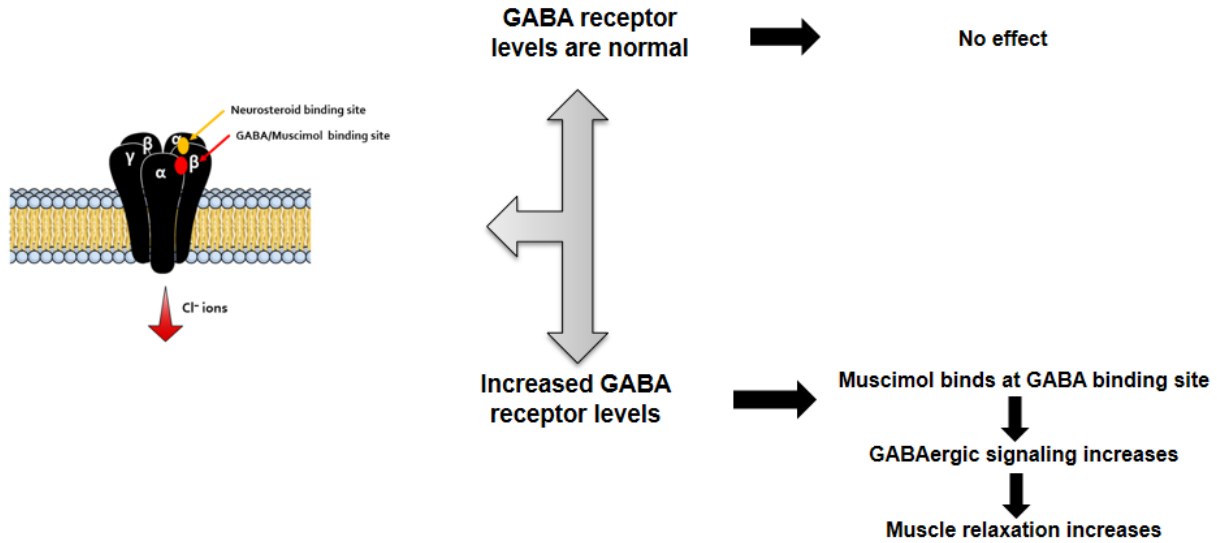 GABA receptor
levels are normal
No effect
Neurosteroid binding site
GABA/Muscimol binding site
β
α
γ
α
β
Cl⁻ ions
Increased GABA
receptor levels
Muscimol binds at GABA binding site
GABAergic signaling increases
Muscle relaxation increases